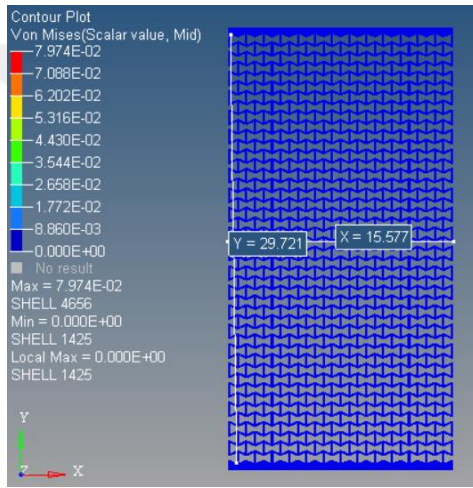 Contour Plot
Von Mises(Scalar value, Mid)
7.974E-02
7.088E-02
6.202E-02
5.316E-02
4.430E-02
3.544E-02
2.658E-02
1.772E-02
8.860E-03
0.000E+00
No result
Max = 7.974E-02
SHELL 4656
Min = 0.000E+00
SHELL 1425
Local Max = 0.000E+00
SHELL 1425
Y = 29.721
X = 15.577
Y
Z
X